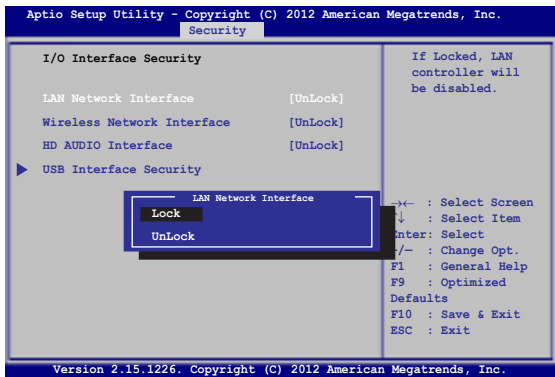 Aptio Setup Utility - Copyright (C) 2012 American Megatrends, Inc.
Security
I/O Interface Security
LAN Network Interface [UnLock]
Wireless Network Interface [UnLock]
HD AUDIO Interface [UnLock]
USB Interface Security
If Locked, LAN
controller will
be disabled.
LAN Network Interface
Lock
UnLock
→← : Select Screen
↑↓ : Select Item
Enter: Select
+/— : Change Opt.
F1 : General Help
F9 : Optimized
Defaults
F10 : Save & Exit
ESC : Exit
Version 2.15.1226. Copyright (C) 2012 American Megatrends, Inc.